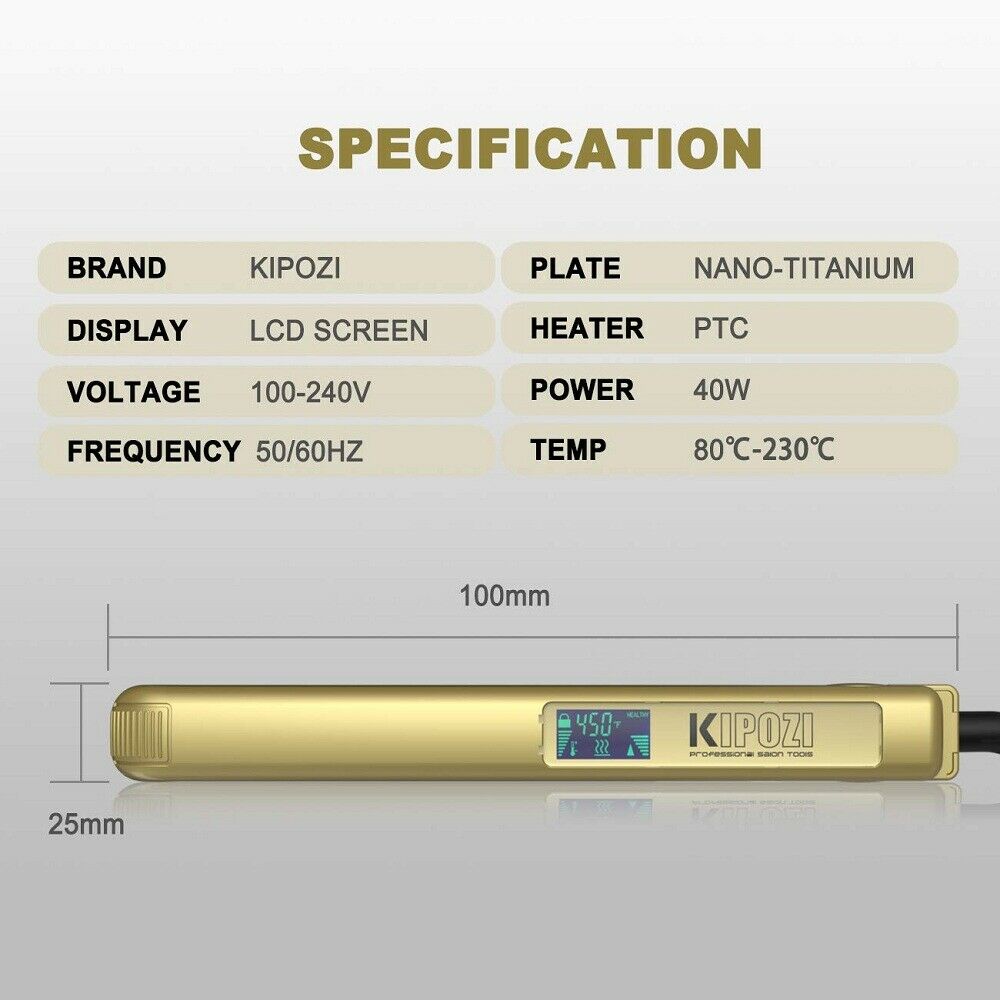 SPECIFICATION
BRAND KIPOZI
PLATE NANO-TITANIUM
DISPLAY LCD SCREEN
HEATER PTC
VOLTAGE 100-240V
POWER 40W
FREQUENCY 50/60HZ
TEMP 80℃-230℃
100mm
25mm
450°F HEALTHY
KIPOZI
Professional Salon Tools